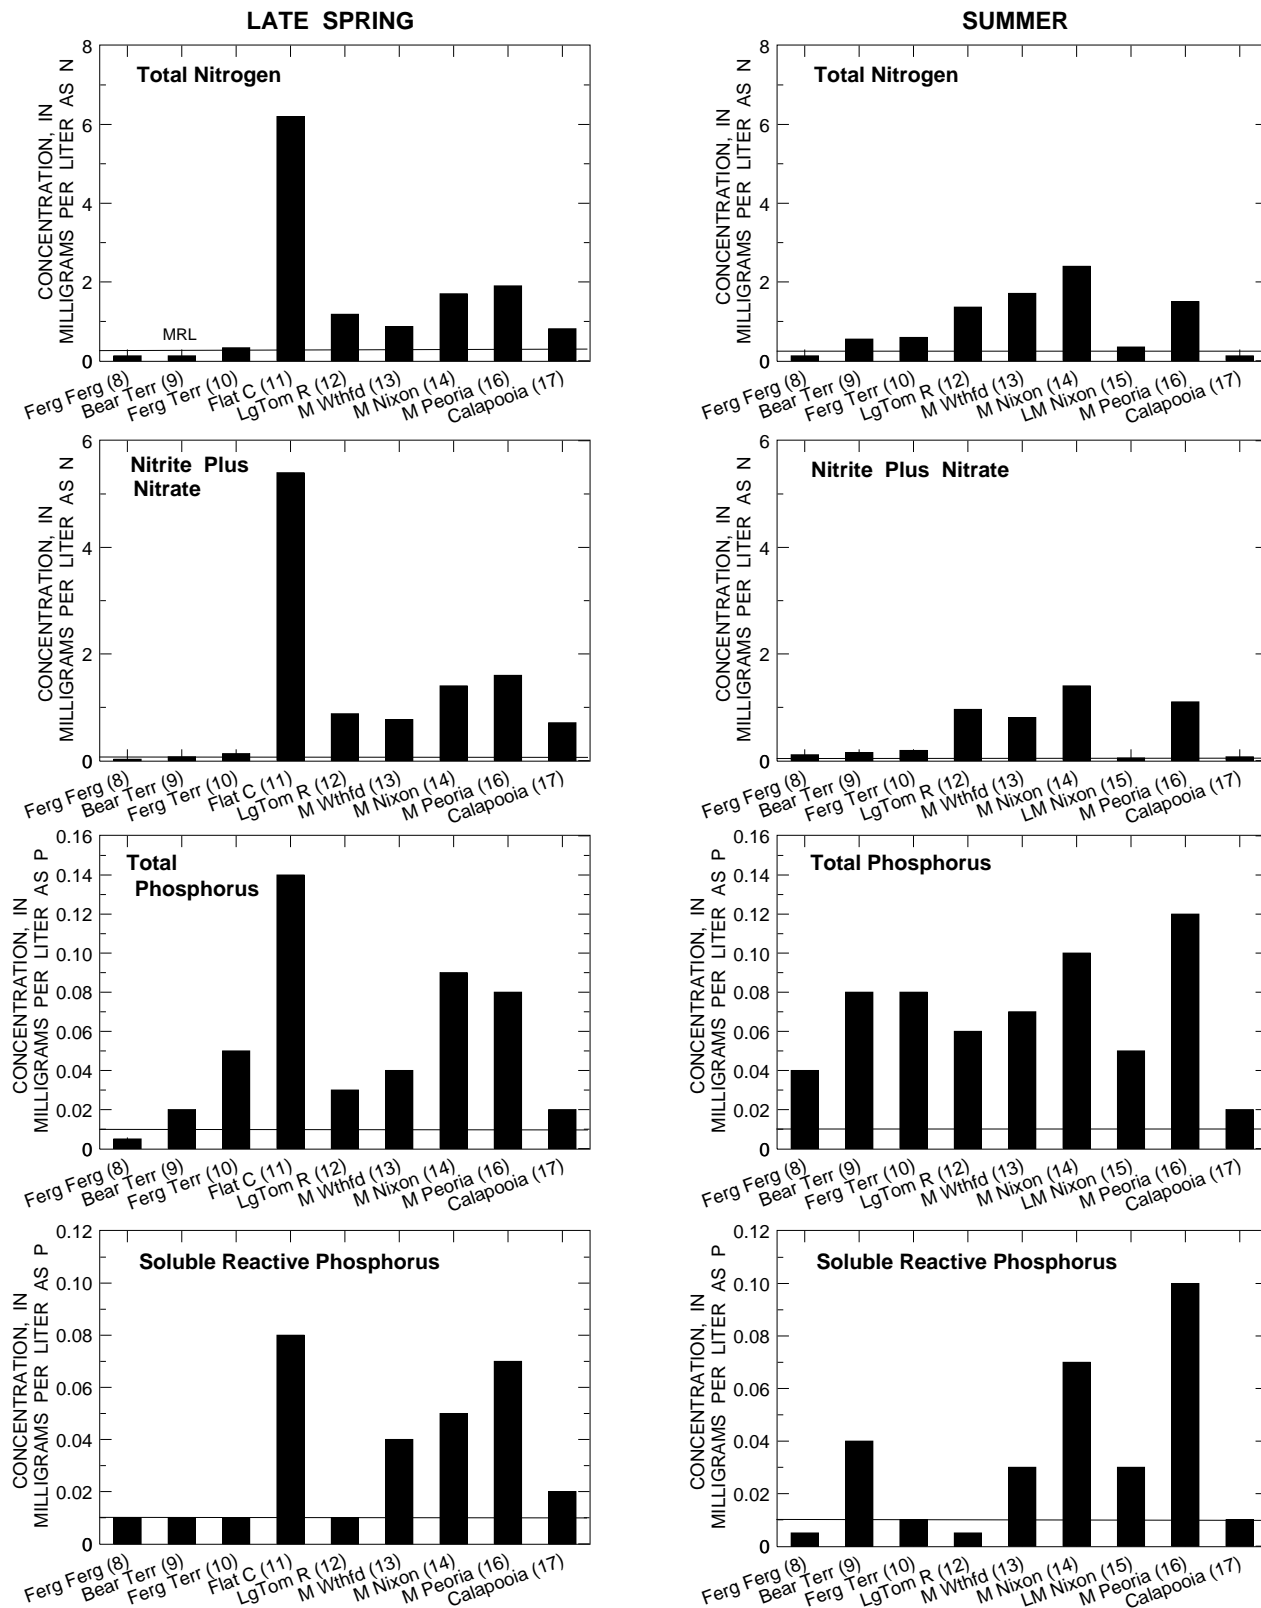 LATE SPRING
CONCENTRATION, IN
MILLIGRAMS PER LITER AS N
8
6
4
2
0
Total Nitrogen
MRL
Ferg Ferg (8)
Bear Terr (9)
Ferg Terr (10)
Flat C (11)
LgTom R (12)
M Wthfd (13)
M Nixon (14)
M Peoria (16)
Calapooia (17)
SUMMER
CONCENTRATION, IN
MILLIGRAMS PER LITER AS N
8
6
4
2
0
Total Nitrogen
Ferg Ferg (8)
Bear Terr (9)
Ferg Terr (10)
LgTom R (12)
M Wthfd (13)
M Nixon (14)
LM Nixon (15)
M Peoria (16)
Calapooia (17)
CONCENTRATION, IN
MILLIGRAMS PER LITER AS N
6
4
2
0
Nitrite Plus
Nitrate
Ferg Ferg (8)
Bear Terr (9)
Ferg Terr (10)
Flat C (11)
LgTom R (12)
M Wthfd (13)
M Nixon (14)
M Peoria (16)
Calapooia (17)
CONCENTRATION, IN
MILLIGRAMS PER LITER AS N
6
4
2
0
Nitrite Plus Nitrate
Ferg Ferg (8)
Bear Terr (9)
Ferg Terr (10)
LgTom R (12)
M Wthfd (13)
M Nixon (14)
LM Nixon (15)
M Peoria (16)
Calapooia (17)
CONCENTRATION, IN
MILLIGRAMS PER LITER AS P
0.16
0.14
0.12
0.10
0.08
0.06
0.04
0.02
0
Total
Phosphorus
Ferg Ferg (8)
Bear Terr (9)
Ferg Terr (10)
Flat C (11)
LgTom R (12)
M Wthfd (13)
M Nixon (14)
M Peoria (16)
Calapooia (17)
CONCENTRATION, IN
MILLIGRAMS PER LITER AS P
0.16
0.14
0.12
0.10
0.08
0.06
0.04
0.02
0
Total Phosphorus
Ferg Ferg (8)
Bear Terr (9)
Ferg Terr (10)
LgTom R (12)
M Wthfd (13)
M Nixon (14)
LM Nixon (15)
M Peoria (16)
Calapooia (17)
CONCENTRATION, IN
MILLIGRAMS PER LITER AS P
0.12
0.10
0.08
0.06
0.04
0.02
0
Soluble Reactive Phosphorus
Ferg Ferg (8)
Bear Terr (9)
Ferg Terr (10)
Flat C (11)
LgTom R (12)
M Wthfd (13)
M Nixon (14)
M Peoria (16)
Calapooia (17)
CONCENTRATION, IN
MILLIGRAMS PER LITER AS P
0.12
0.10
0.08
0.06
0.04
0.02
0
Soluble Reactive Phosphorus
Ferg Ferg (8)
Bear Terr (9)
Ferg Terr (10)
LgTom R (12)
M Wthfd (13)
M Nixon (14)
LM Nixon (15)
M Peoria (16)
Calapooia (17)